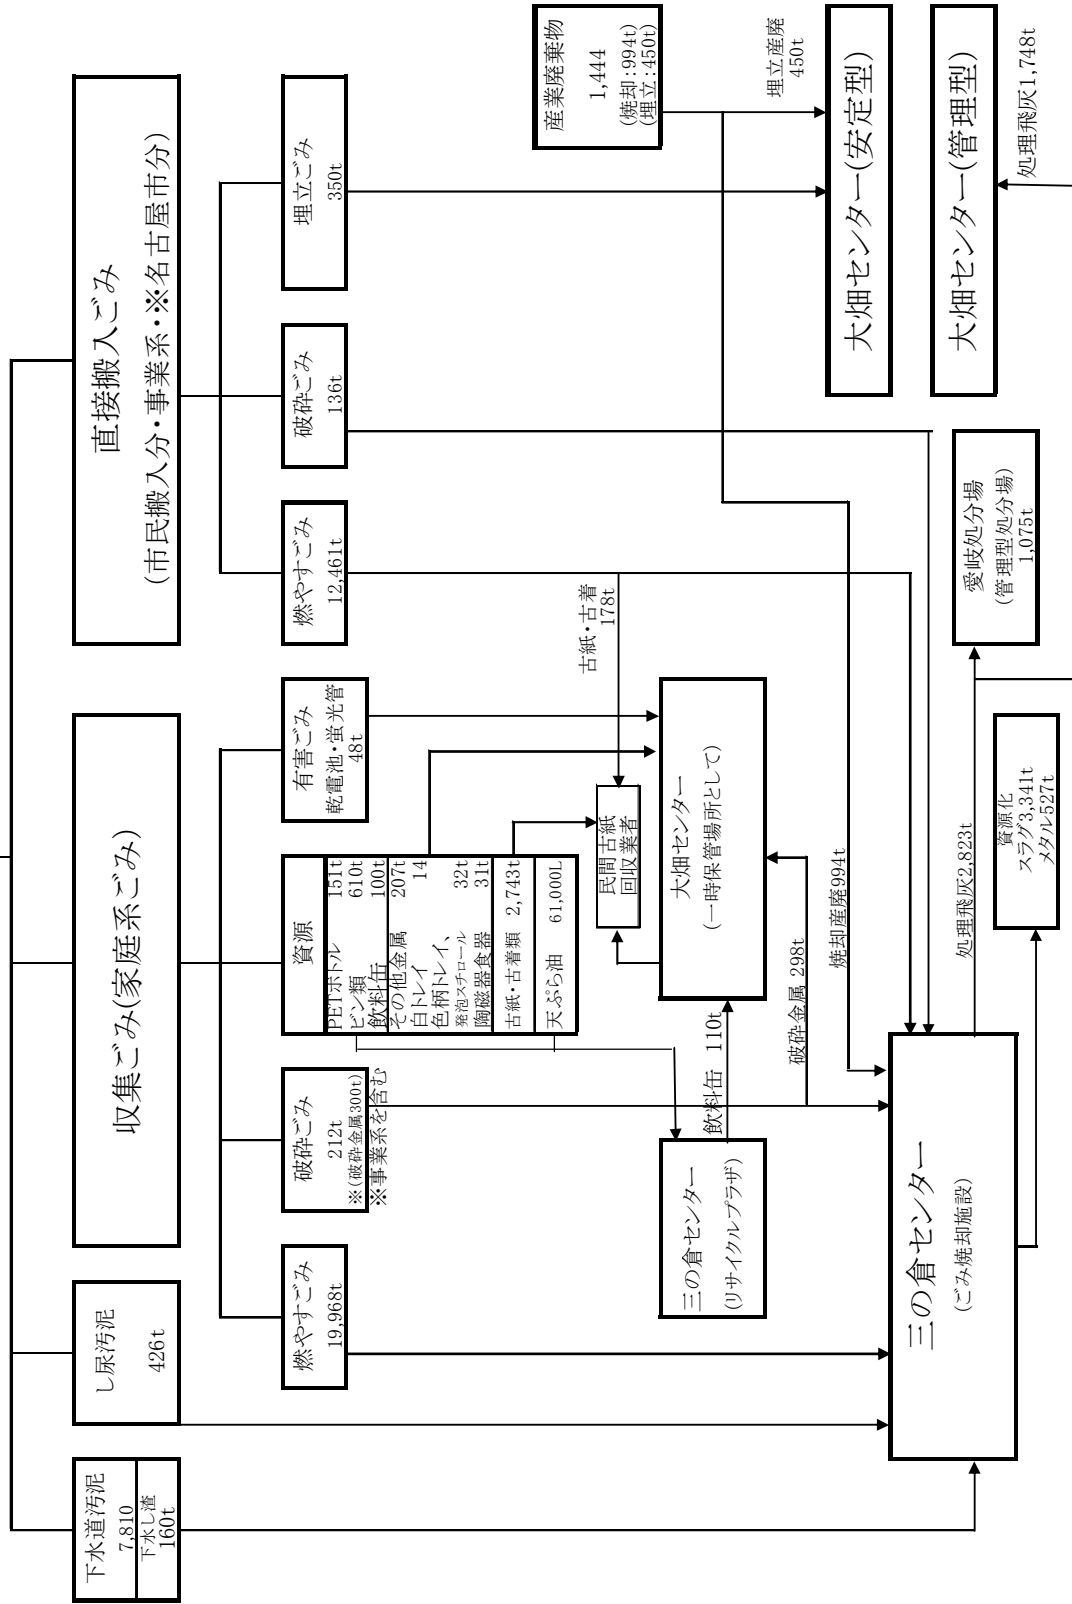 下水道汚泥
7,810
下水し渣
160t
し尿汚泥
426t
収集ごみ(家庭系ごみ)
直接搬入ごみ
(市民搬入分・事業系・※名古屋市分)
燃やすごみ
19,968t
破砕ごみ
212t
※(破砕金属300t)
※事業系を含む
資源
PETボトル 151t
ビン類 610t
飲料缶 100t
その他金属 207t
白トレイ 14
色柄トレイ、
発泡スチロール 32t
陶磁器食器 31t
古紙・古着類 2,743t
天ぷら油 61,000L
有害ごみ
乾電池・蛍光管
48t
燃やすごみ
12,461t
破砕ごみ
136t
埋立ごみ
350t
産業廃棄物
1,444
(焼却:994t)
(埋立:450t)
古紙・古着
178t
民間古紙
回収業者
三の倉センター
(リサイクルプラザ)
飲料缶 110t
大畑センター
(一時保管場所として)
破砕金属 298t
焼却産廃994t
埋立産廃
450t
大畑センター(安定型)
大畑センター(管理型)
処理飛灰1,748t
三の倉センター
(ごみ焼却施設)
処理飛灰2,823t
愛岐処分場
(管理型処分場)
1,075t
資源化
スラグ3,341t
メタル527t